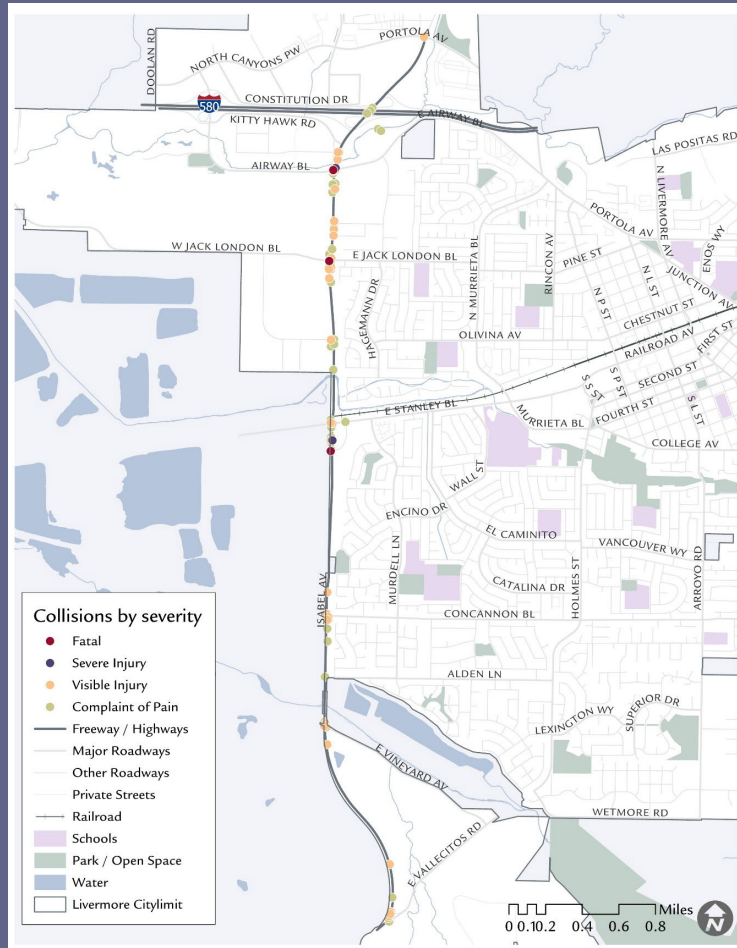 PORTOLA AV
DOOLAN RD
NORTH CANYONS PW
580
CONSTITUTION DR
KITTY HAWK RD
E AIRWAY BL
AIRWAY BL
LAS POSITAS RD
N LIVERMORE AV
PORTOLA AV
ENOS WY
W JACK LONDON BL
E JACK LONDON BL
N MURRIETA BL
RINCON AV
PINE ST
N L ST
JUNCTION AV
N P ST
CHESTNUT ST
HAGEMANN DR
OLIVINA AV
RAILROAD AV
FIRST ST
SECOND ST
S S ST
S P ST
S L ST
E STANLEY BL
MURRIETA BL
FOURTH ST
COLLEGE AV
WALL ST
ENCINO DR
EL CAMINITO
VANCOUVER WY
MURDELL LN
CATALINA DR
HOLMES ST
ARROYO RD
ISABEL AV
CONCANNON BL
ALDEN LN
LEXINGTON WY
SUPERIOR DR
E VINEYARD AV
WETMORE RD
E VALLECITOS RD
Collisions by severity
Fatal
Severe Injury
Visible Injury
Complaint of Pain
Freeway / Highways
Major Roadways
Other Roadways
Private Streets
Railroad
Schools
Park / Open Space
Water
Livermore Citylimit
Miles
0 0.10.2 0.4 0.6 0.8
N